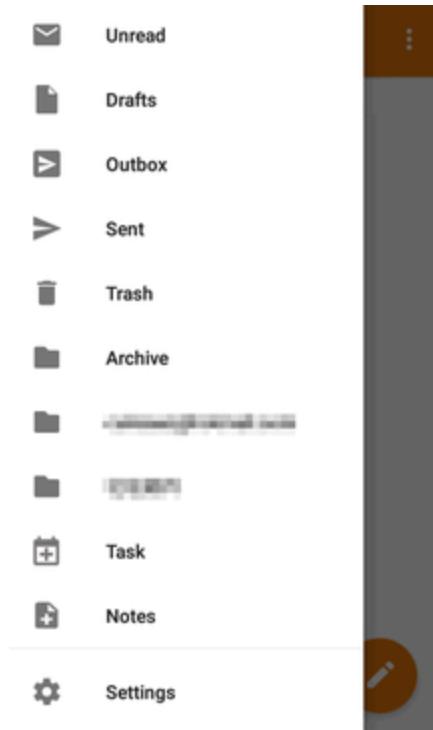 Unread
Drafts
Outbox
Sent
Trash
Archive
Task
Notes
Settings